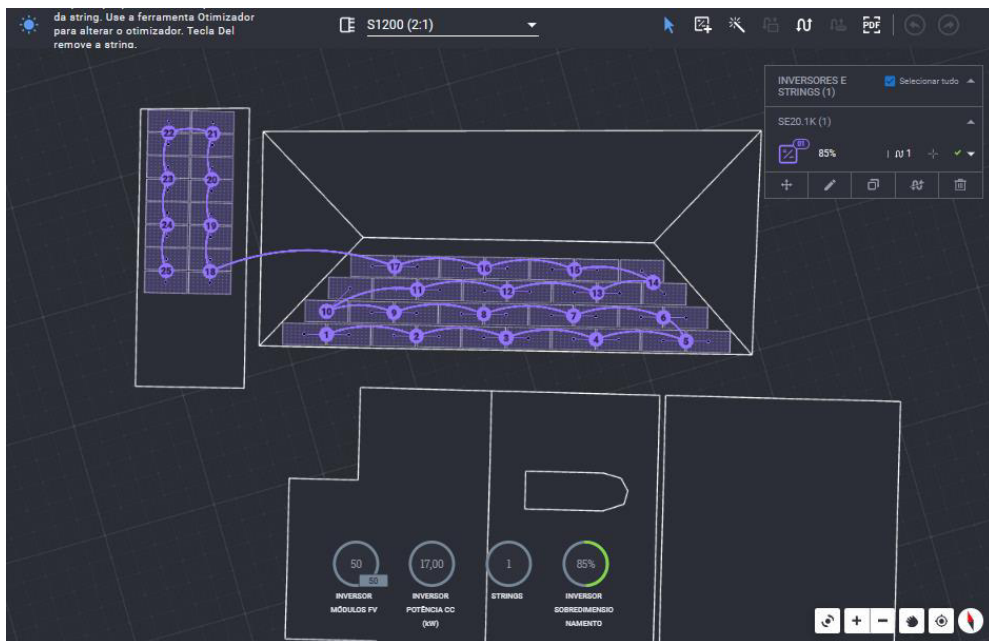 da string. Use a ferramenta Otimizador
para alterar o otimizador. Tecla Del
remove a string.
S1200 (2:1)
PDF
INVERSORES E
STRINGS (1)
Selecionar tudo
SE20.1K (1)
01
85%
1
22 21
23 20
24 19
25 18
17 16 15 14
11 12 13
10 9 8 7 6
1 2 3 4 5
50
50
17,00
1
85%
INVERSOR
MÓDULOS FV
INVERSOR
POTÊNCIA CC
(kW)
STRINGS
INVERSOR
SOBREDIMENSIO
NAMENTO